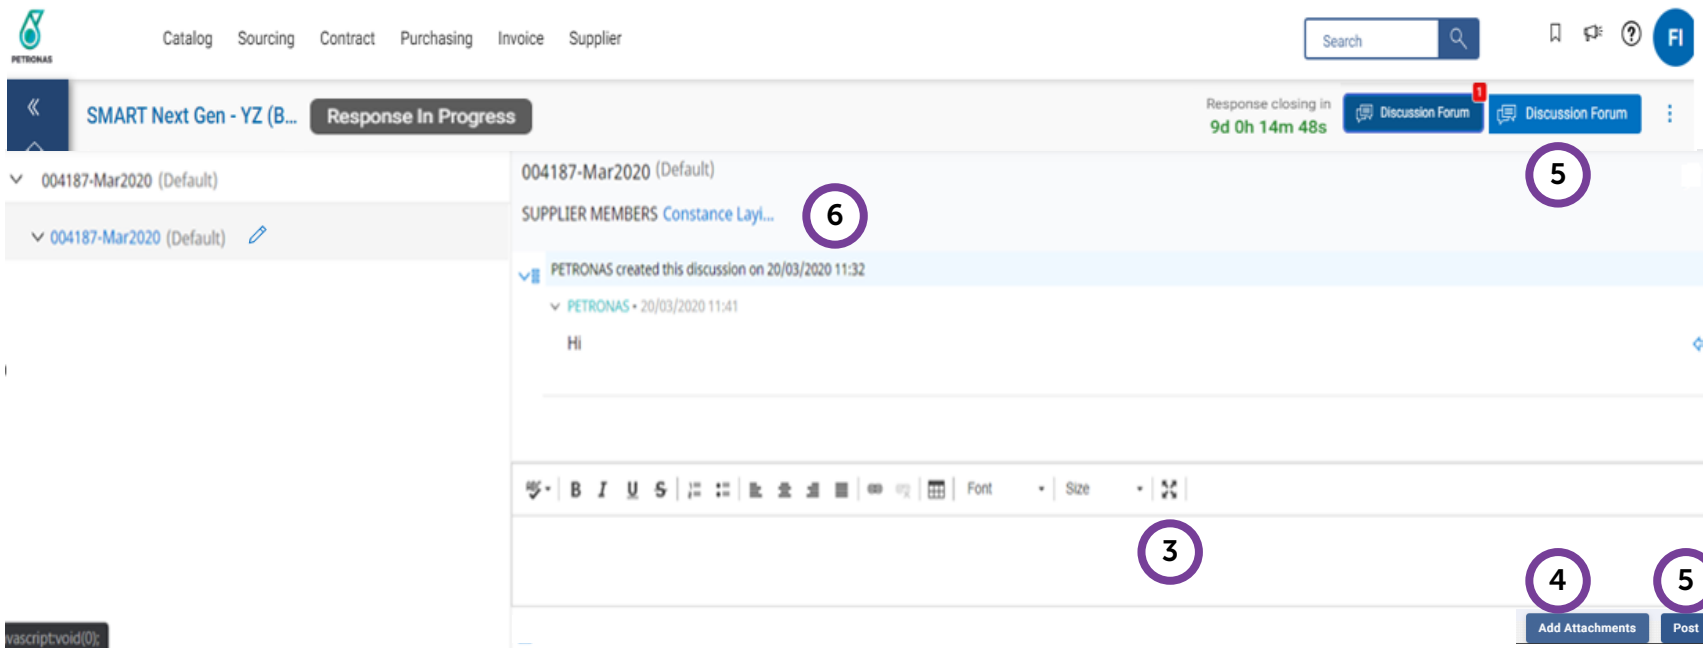 PETRONAS
Catalog Sourcing Contract Purchasing Invoice Supplier
Search
FI
SMART Next Gen - YZ (B...
Response In Progress
Response closing in
9d 0h 14m 48s
Discussion Forum
1
Discussion Forum
5
004187-Mar2020 (Default)
004187-Mar2020 (Default)
004187-Mar2020 (Default)
SUPPLIER MEMBERS Constance Layi...
6
PETRONAS created this discussion on 20/03/2020 11:32
PETRONAS • 20/03/2020 11:41
Hi
B I U S Font Size
3
4
5
Add Attachments
Post
vascript:void(0);